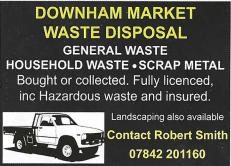 DOWNHAM MARKET
WASTE DISPOSAL
GENERAL WASTE
HOUSEHOLD WASTE • SCRAP METAL
Bought or collected. Fully licenced,
inc Hazardous waste and insured.
Landscaping also available
Contact Robert Smith
07842 201160